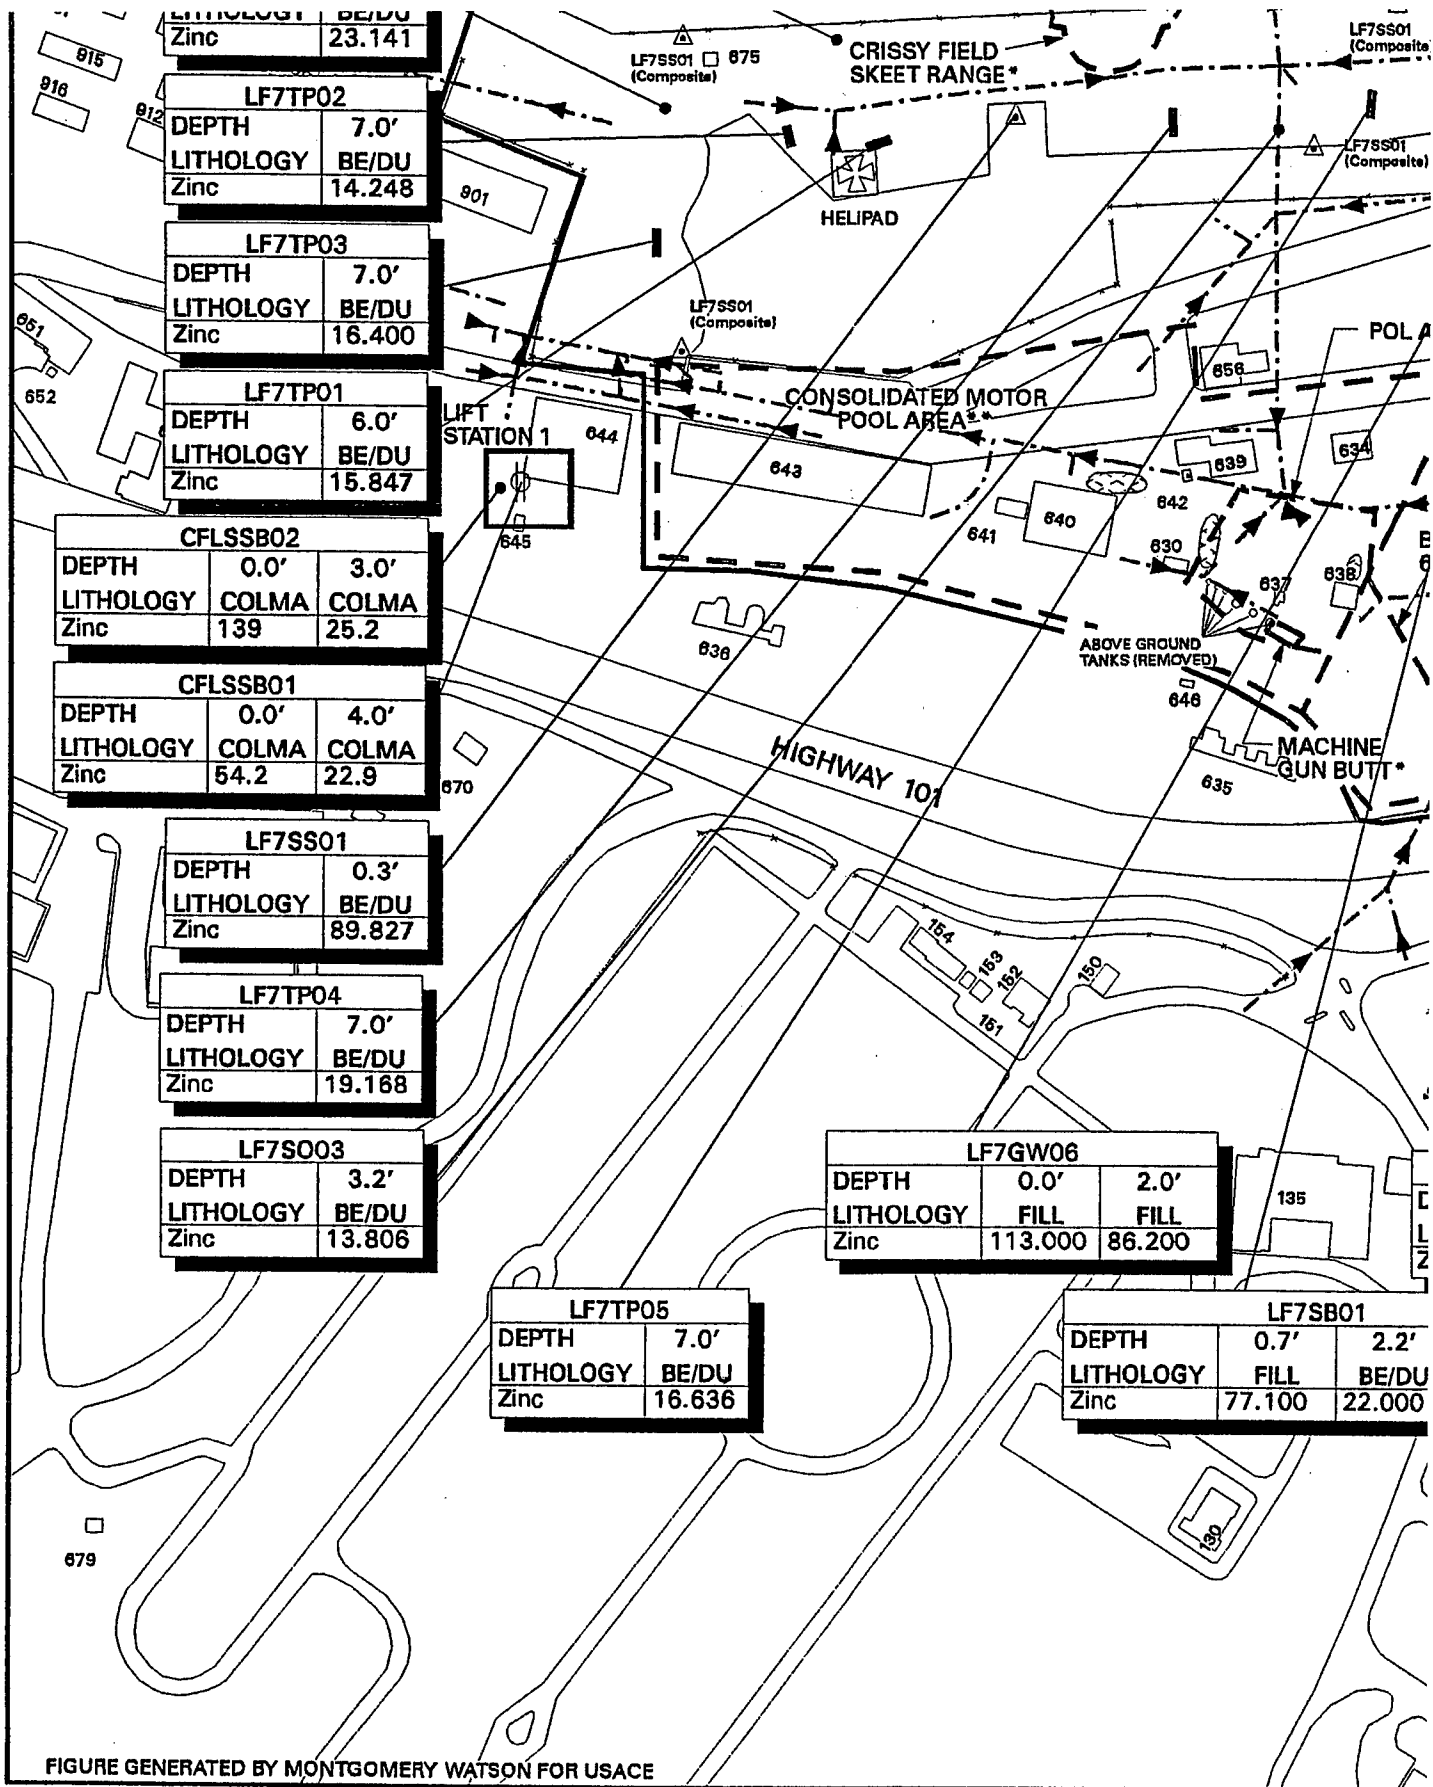 LITHOLOGY BE/DU
Zinc 23.141
915
916
912
LF7TP02
DEPTH 7.0'
LITHOLOGY BE/DU
Zinc 14.248
901
LF7TP03
DEPTH 7.0'
LITHOLOGY BE/DU
Zinc 16.400
651
652
LF7TP01
DEPTH 6.0'
LITHOLOGY BE/DU
Zinc 15.847
CFLSSB02
DEPTH 0.0' 3.0'
LITHOLOGY COLMA COLMA
Zinc 139 25.2
CFLSSB01
DEPTH 0.0' 4.0'
LITHOLOGY COLMA COLMA
Zinc 54.2 22.9
LF7SS01
DEPTH 0.3'
LITHOLOGY BE/DU
Zinc 89.827
LF7TP04
DEPTH 7.0'
LITHOLOGY BE/DU
Zinc 19.168
LF7SO03
DEPTH 3.2'
LITHOLOGY BE/DU
Zinc 13.806
LF7TP05
DEPTH 7.0'
LITHOLOGY BE/DU
Zinc 16.636
LF7GW06
DEPTH 0.0' 2.0'
LITHOLOGY FILL FILL
Zinc 113.000 86.200
LF7SB01
DEPTH 0.7' 2.2'
LITHOLOGY FILL BE/DU
Zinc 77.100 22.000
LF7SS01
(Composite)
675
CRISSY FIELD
SKEET RANGE*
LF7SS01
(Composite
LF7SS01
(Composite)
HELIPAD
LF7SS01
(Composite)
POL A
656
CONSOLIDATED MOTOR
POOL AREA**
LIFT
STATION 1
644
643
639
634
642
641
640
645
630
637
638
636
ABOVE GROUND
TANKS (REMOVED)
646
MACHINE
GUN BUTT*
635
HIGHWAY 101
670
154
153
152
151
150
135
130
679
FIGURE GENERATED BY MONTGOMERY WATSON FOR USACE